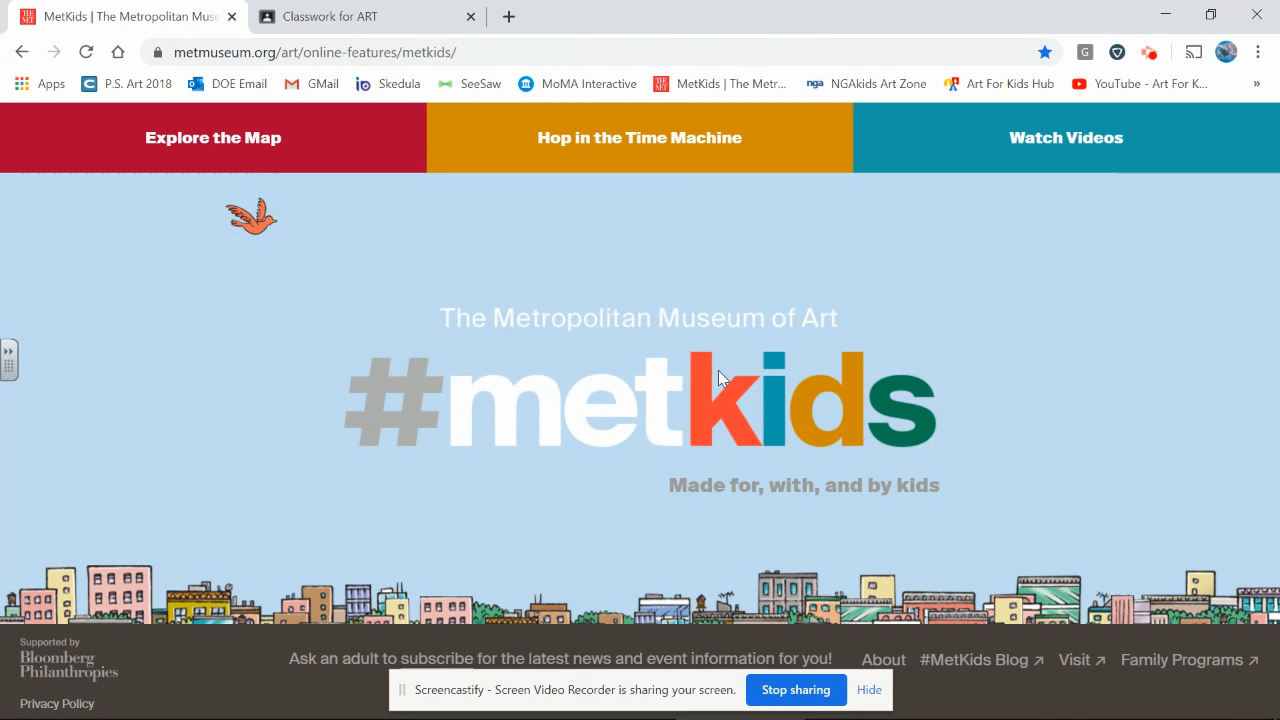 MetKids | The Metropolitan Muse
Classwork for ART
metmuseum.org/art/online-features/metkids/
G
Apps
P.S. Art 2018
DOE Email
GMail
Skedula
SeeSaw
MoMA Interactive
MetKids | The Metr...
nga NGAkids Art Zone
Art For Kids Hub
YouTube - Art For K...
»
Explore the Map
Hop in the Time Machine
Watch Videos
The Metropolitan Museum of Art
#metkids
Made for, with, and by kids
Supported by
Bloomberg
Philanthropies
Ask an adult to subscribe for the latest news and event information for you!
About
#MetKids Blog ↗
Visit ↗
Family Programs ↗
Screencastify - Screen Video Recorder is sharing your screen.
Stop sharing
Hide
Privacy Policy